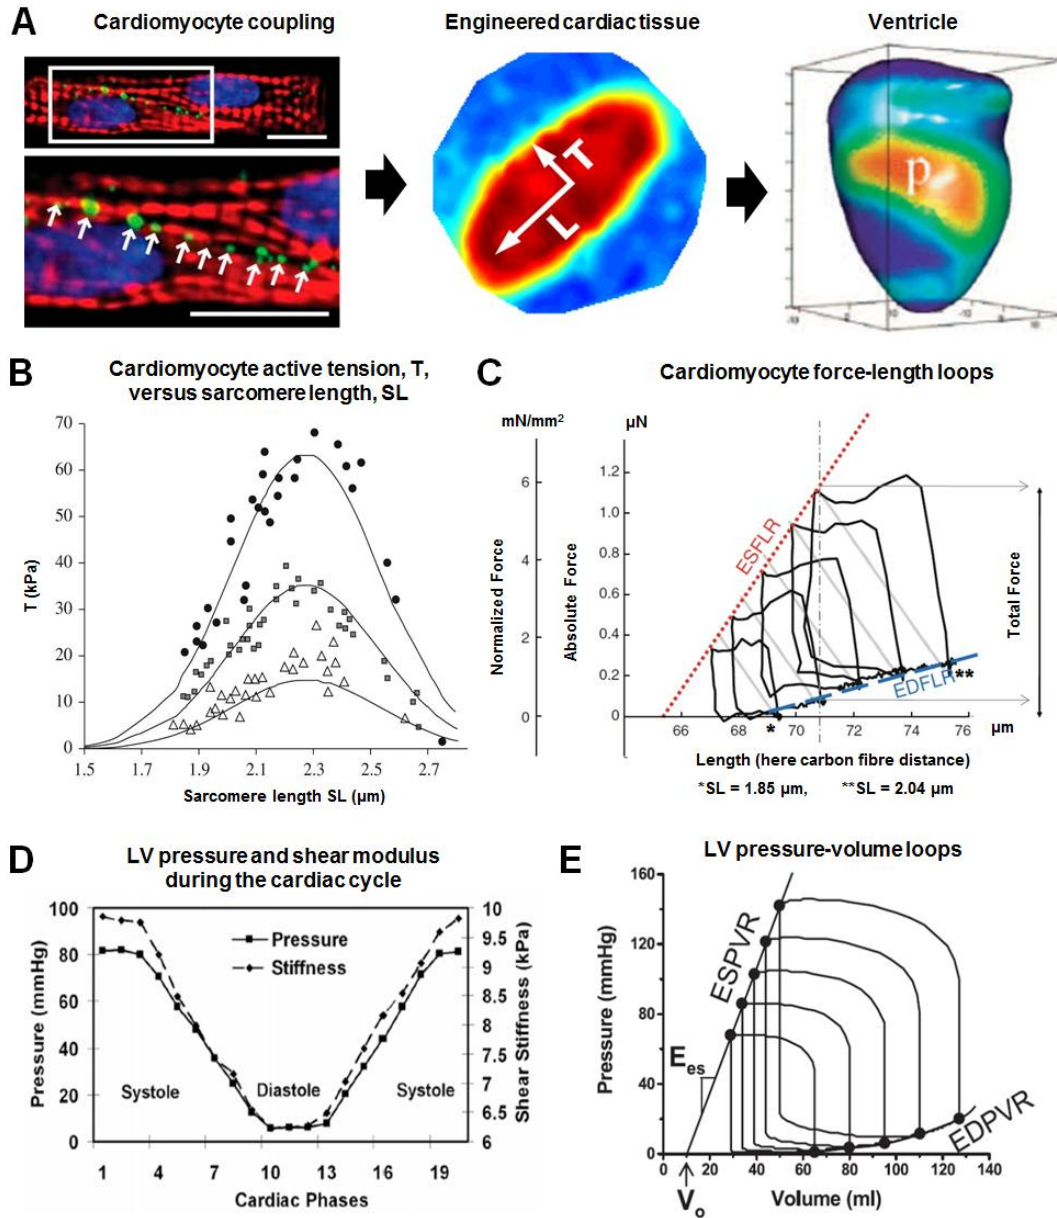 A
Cardiomyocyte coupling
Engineered cardiac tissue
Ventricle
T
L
p
B
Cardiomyocyte active tension, T,
versus sarcomere length, SL
T (kPa)
70
60
50
40
30
20
10
0
1.5 1.7 1.9 2.1 2.3 2.5 2.7
Sarcomere length SL (µm)
C
Cardiomyocyte force-length loops
mN/mm²
µN
Normalized Force
6
4
2
0
Absolute Force
1.2
1.0
0.8
0.6
0.4
0.2
0
ESFLR
EDFLR
Total Force
*
**
66 68 70 72 74 76 µm
Length (here carbon fibre distance)
*SL = 1.85 µm, **SL = 2.04 µm
D
LV pressure and shear modulus
during the cardiac cycle
Pressure (mmHg)
100
80
60
40
20
0
Pressure
Stiffness
Systole
Diastole
Systole
10
9.5
9
8.5
8
7.5
7
6.5
6
Shear Stiffness (kPa)
1 4 7 10 13 16 19
Cardiac Phases
E
LV pressure-volume loops
Pressure (mmHg)
160
120
80
40
0
ESPVR
Ees
EDPVR
0 20 40 60 80 100 120 140
Vo
Volume (ml)